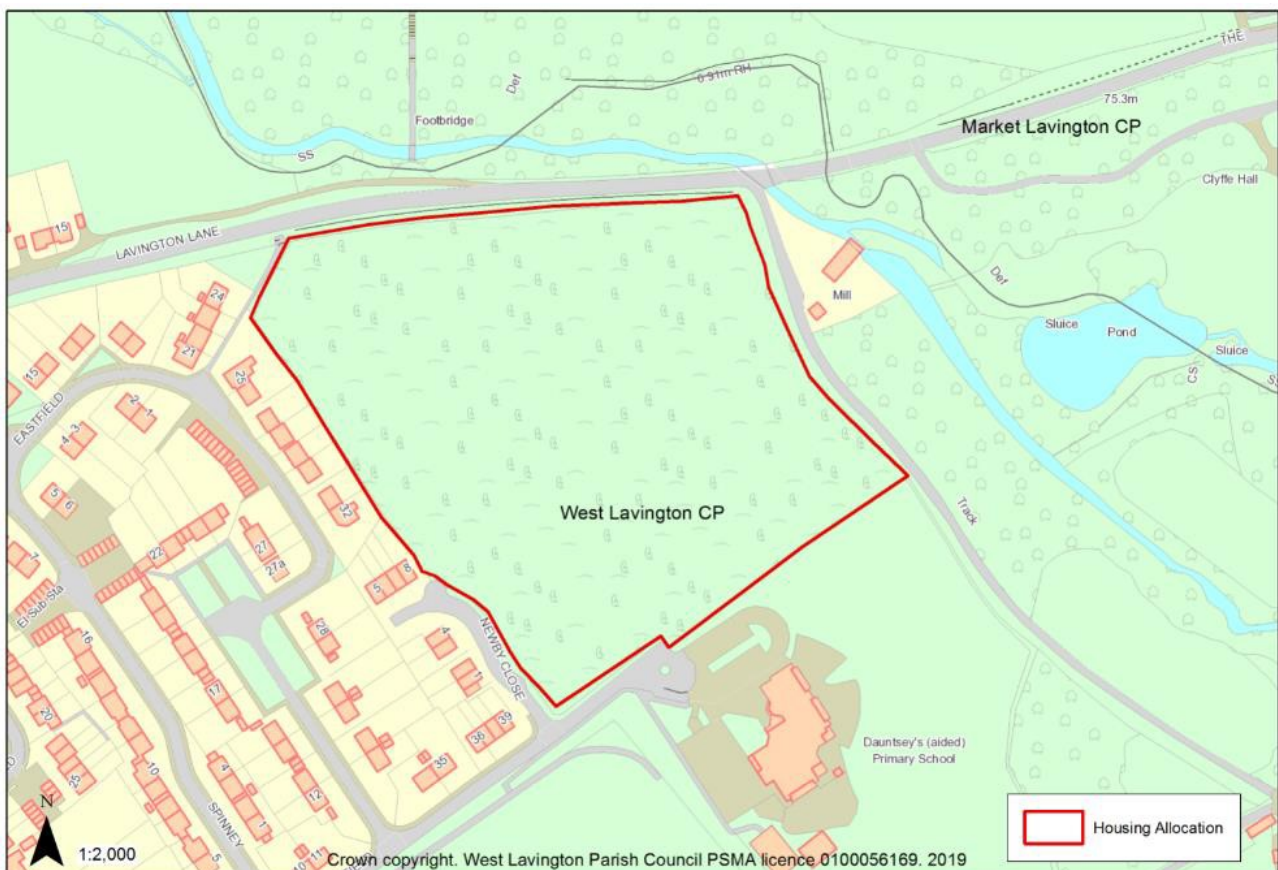 THE
0.91m RH
Def
75.3m
Footbridge
Market Lavington CP
SS
Clyffe Hall
15
LAVINGTON LANE
Def
24
Mill
Sluice
Pond
21
Sluice
15
25
CS
SS
EASTFIELD
2
1
4
3
32
West Lavington CP
5
6
Track
22
27
7
27a
8
5
El Sub Sta
28
4
NEWBY CLOSE
16
1
17
39
36
Dauntsey's (aided)
Primary School
20
35
25
10
4
12
N
SPINNEY
1
Housing Allocation
1:2,000
5
10
11
Crown copyright. West Lavington Parish Council PSMA licence 0100056169. 2019